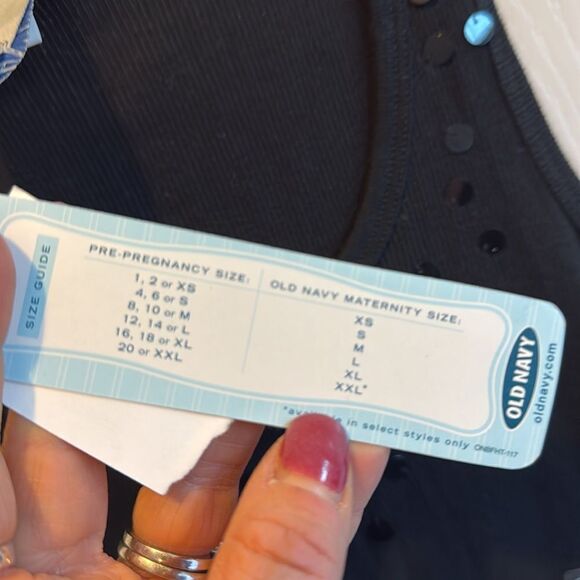 SIZE GUIDE
PRE-PREGNANCY SIZE:
1, 2 or XS
4, 6 or S
8, 10 or M
12, 14 or L
16, 18 or XL
20 or XXL
OLD NAVY MATERNITY SIZE:
XS
S
M
L
XL
XXL*
in select styles only ONBFHT-117
OLD NAVY
oldnavy.com